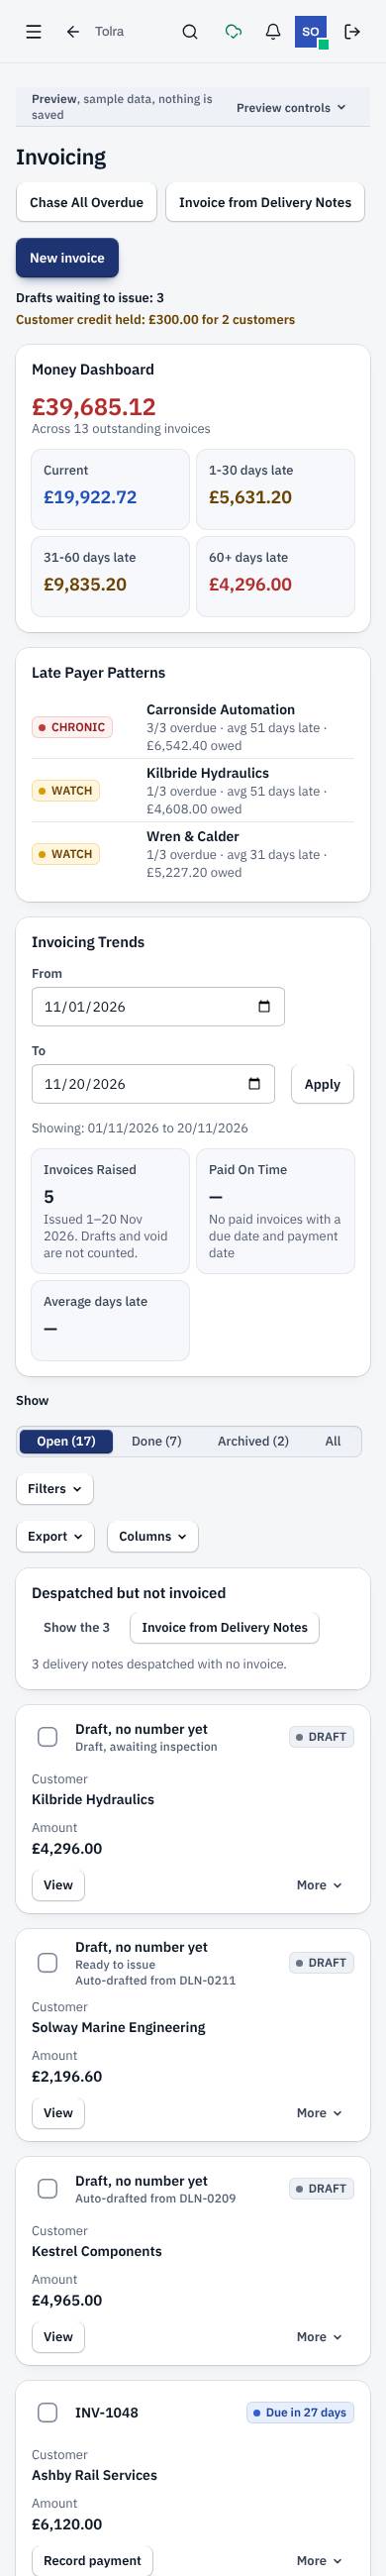 Tolra
SO
Preview, sample data, nothing is
saved
Preview controls
Invoicing
Chase All Overdue
Invoice from Delivery Notes
New invoice
Drafts waiting to issue: 3
Customer credit held: £300.00 for 2 customers
Money Dashboard
£39,685.12
Across 13 outstanding invoices
Current
£19,922.72
1-30 days late
£5,631.20
31-60 days late
£9,835.20
60+ days late
£4,296.00
Late Payer Patterns
CHRONIC
Carronside Automation
3/3 overdue · avg 51 days late ·
£6,542.40 owed
WATCH
Kilbride Hydraulics
1/3 overdue · avg 51 days late ·
£4,608.00 owed
WATCH
Wren & Calder
1/3 overdue · avg 31 days late ·
£5,227.20 owed
Invoicing Trends
From
11/01/2026
To
11/20/2026
Apply
Showing: 01/11/2026 to 20/11/2026
Invoices Raised
5
Issued 1–20 Nov
2026. Drafts and void
are not counted.
Paid On Time
—
No paid invoices with a
due date and payment
date
Average days late
—
Show
Open (17)
Done (7)
Archived (2)
All
Filters
Export
Columns
Despatched but not invoiced
Show the 3
Invoice from Delivery Notes
3 delivery notes despatched with no invoice.
Draft, no number yet
Draft, awaiting inspection
DRAFT
Customer
Kilbride Hydraulics
Amount
£4,296.00
View
More
Draft, no number yet
Ready to issue
Auto-drafted from DLN-0211
DRAFT
Customer
Solway Marine Engineering
Amount
£2,196.60
View
More
Draft, no number yet
Auto-drafted from DLN-0209
DRAFT
Customer
Kestrel Components
Amount
£4,965.00
View
More
INV-1048
Due in 27 days
Customer
Ashby Rail Services
Amount
£6,120.00
Record payment
More